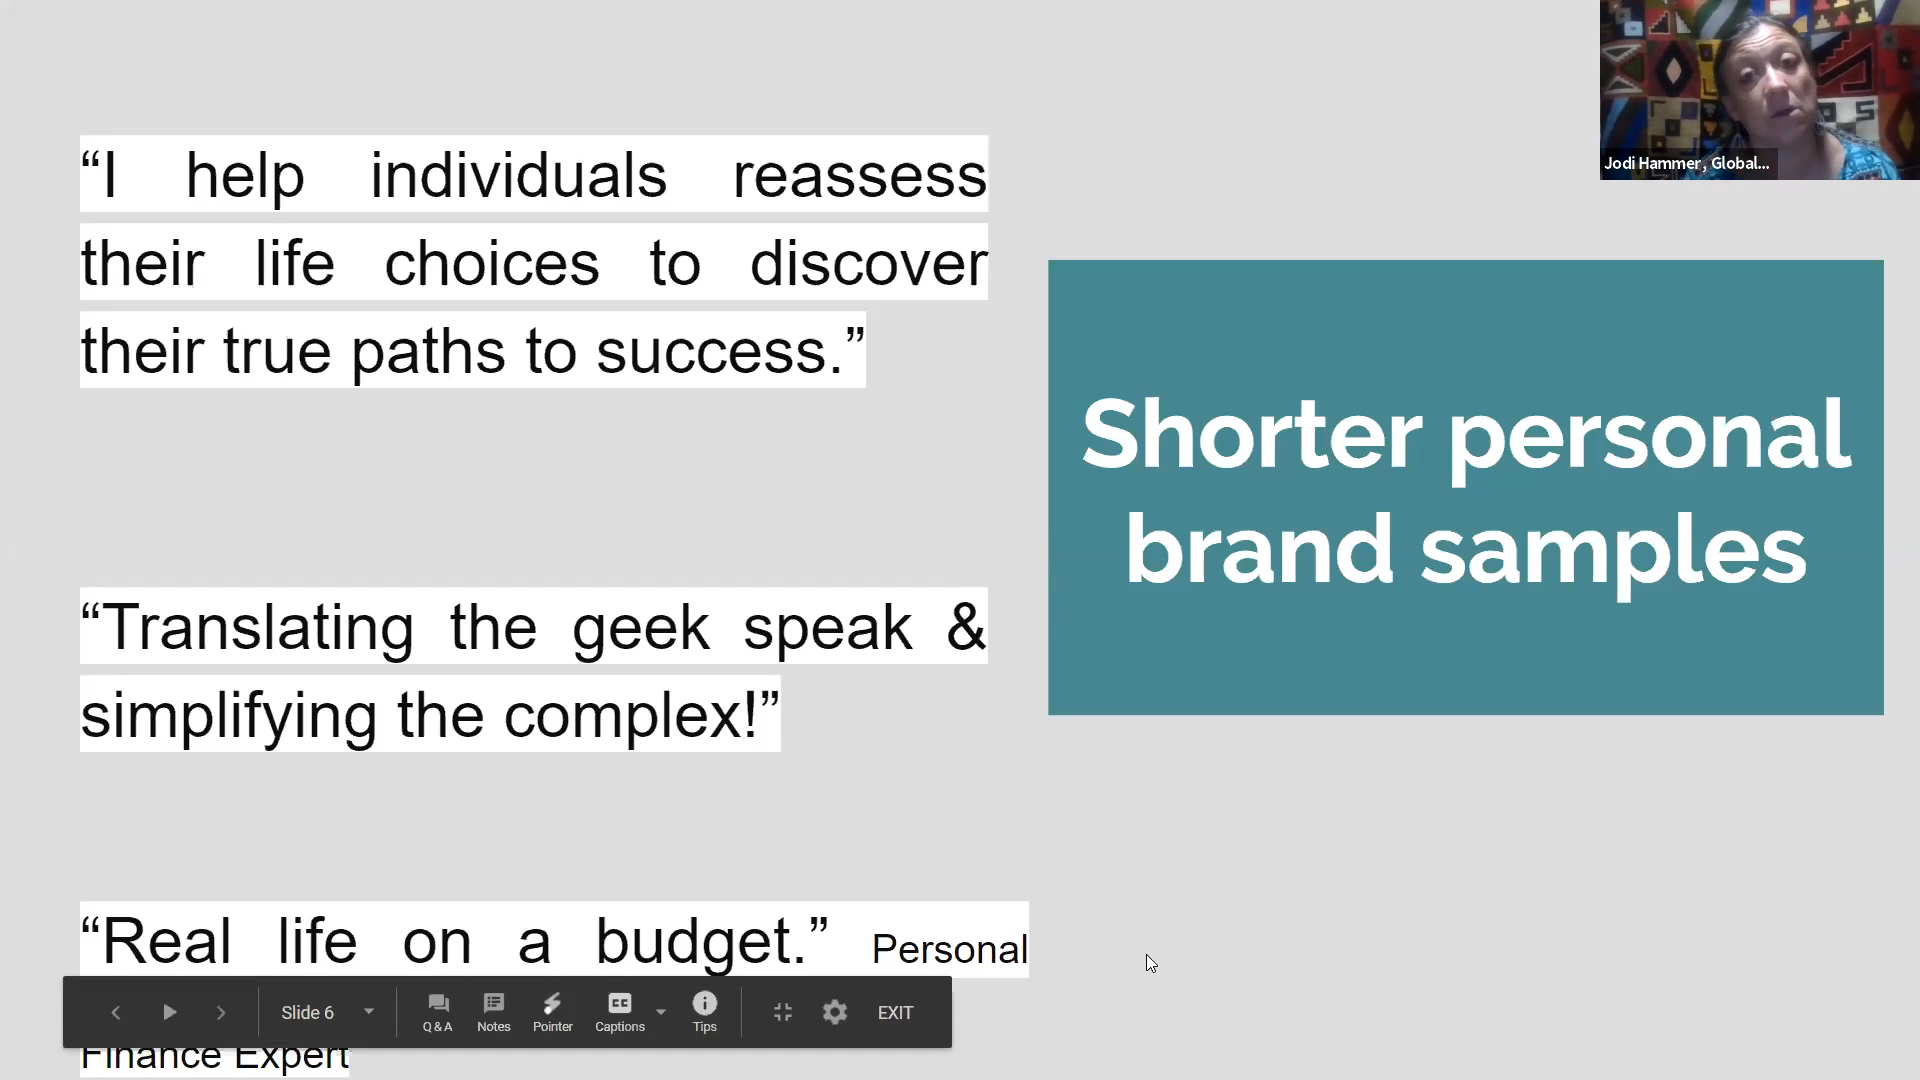 “I help individuals reassess
their life choices to discover
their true paths to success.”
“Translating the geek speak &
simplifying the complex!”
“Real life on a budget.” Personal
Finance Expert
Shorter personal
brand samples
Jodi Hammer, Global...
Slide 6
Q & A
Notes
Pointer
Captions
Tips
EXIT